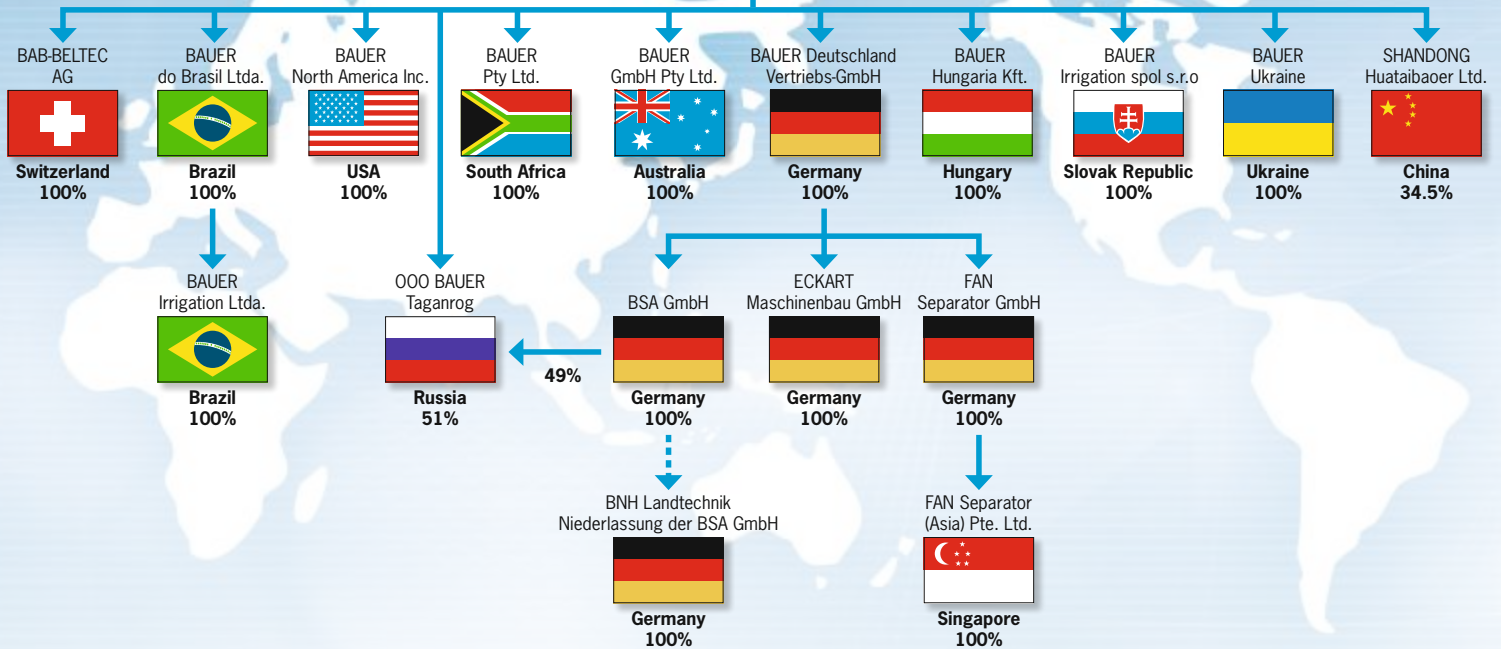 BAB-BELTEC
AG
Switzerland
100%
BAUER
do Brasil Ltda.
Brazil
100%
BAUER
North America Inc.
USA
100%
BAUER
Pty Ltd.
South Africa
100%
BAUER
GmbH Pty Ltd.
Australia
100%
BAUER Deutschland
Vertriebs-GmbH
Germany
100%
BAUER
Hungaria Kft.
Hungary
100%
BAUER
Irrigation spol s.r.o
Slovak Republic
100%
BAUER
Ukraine
Ukraine
100%
SHANDONG
Huataibaoer Ltd.
China
34.5%
BAUER
Irrigation Ltda.
Brazil
100%
OOO BAUER
Taganrog
Russia
51%
49%
BSA GmbH
Germany
100%
ECKART
Maschinenbau GmbH
Germany
100%
FAN
Separator GmbH
Germany
100%
BNH Landtechnik
Niederlassung der BSA GmbH
Germany
100%
FAN Separator
(Asia) Pte. Ltd.
Singapore
100%